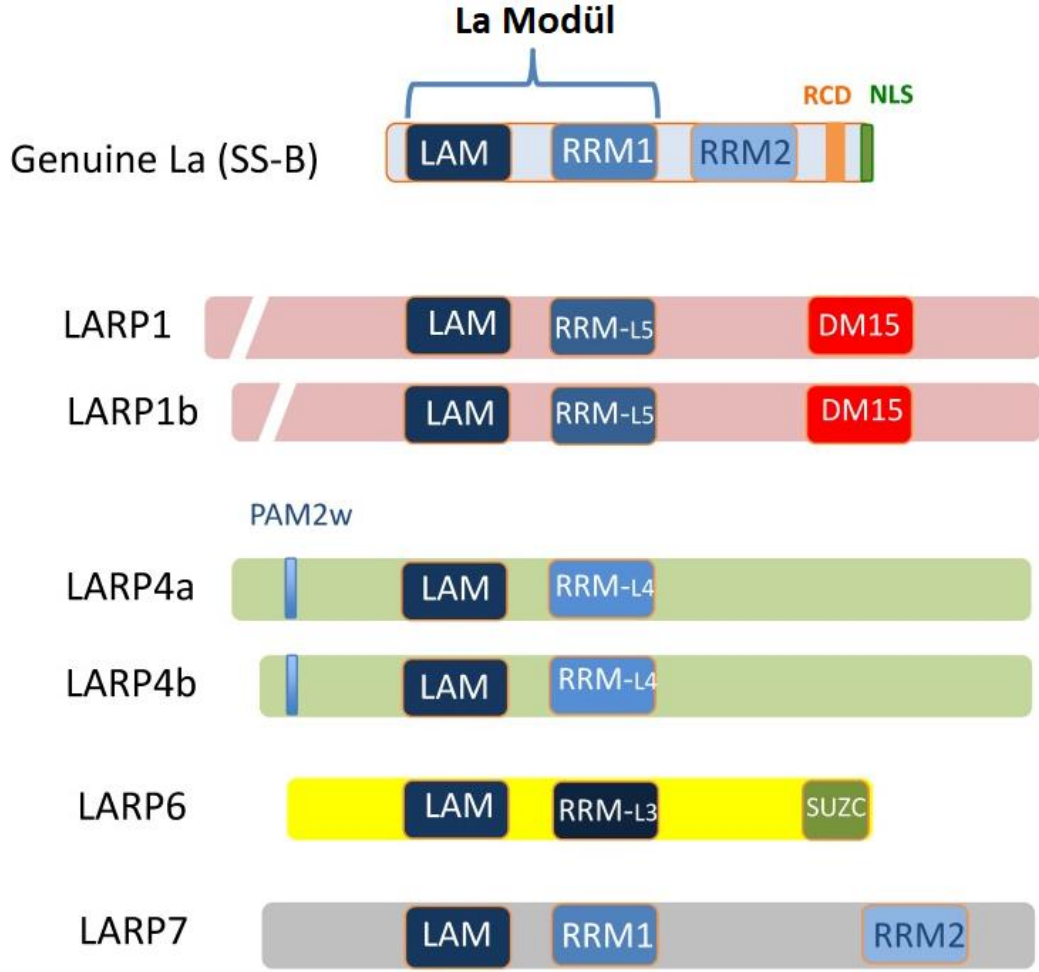 La Modül
RCD NLS
Genuine La (SS-B) LAM RRM1 RRM2
LARP1 LAM RRM-L5 DM15
LARP1b LAM RRM-L5 DM15
PAM2w
LARP4a LAM RRM-L4
LARP4b LAM RRM-L4
LARP6 LAM RRM-L3 SUZC
LARP7 LAM RRM1 RRM2